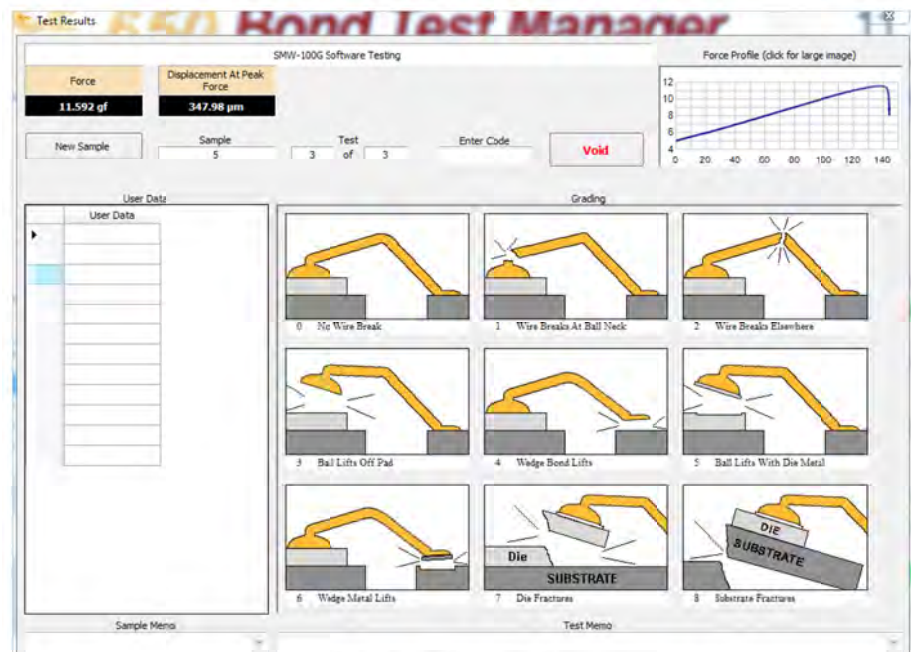 Test Results
650 Bond Test Manager
SMW-100G Software Testing
Force Profile (click for large image)
Force
Displacement At Peak
Force
11.592 gf
347.98 µm
12
10
8
6
4
0 20 40 60 80 100 120 140
New Sample
Sample
5
Test
3 of 3
Enter Code
Void
User Data
User Data
Grading
0 No Wire Break
1 Wire Breaks At Ball Neck
2 Wire Breaks Elsewhere
3 Ball Lifts Off Pad
4 Wedge Bond Lifts
5 Ball Lifts With Die Metal
6 Wedge Metal Lifts
Die
SUBSTRATE
7 Die Fractures
DIE
SUBSTRATE
8 Substrate Fractures
Sample Memo
Test Memo